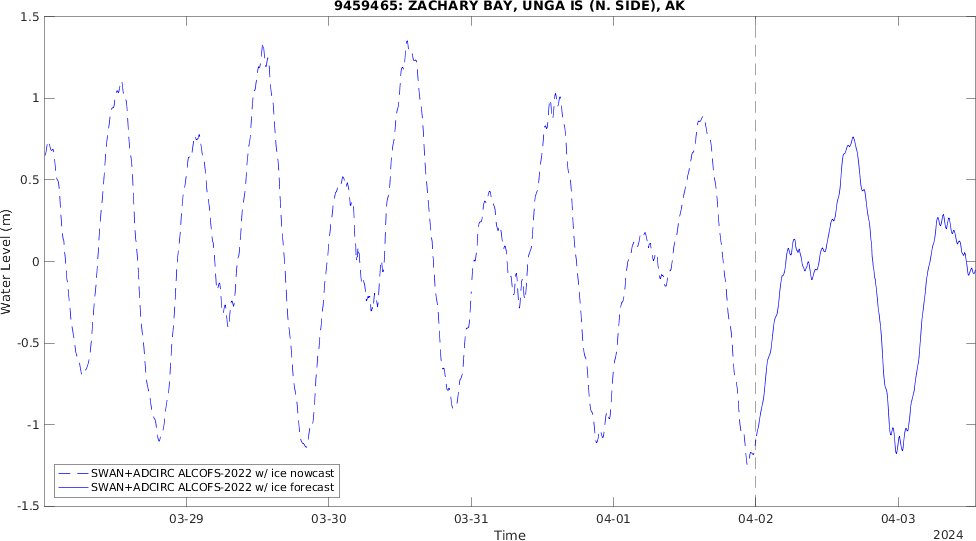 9459465: ZACHARY BAY, UNGA IS (N. SIDE), AK
Water Level (m)
1.5
1
0.5
0
-0.5
-1
-1.5
SWAN+ADCIRC ALCOFS-2022 w/ ice nowcast
SWAN+ADCIRC ALCOFS-2022 w/ ice forecast
03-29 03-30 03-31 04-01 04-02 04-03
Time
2024